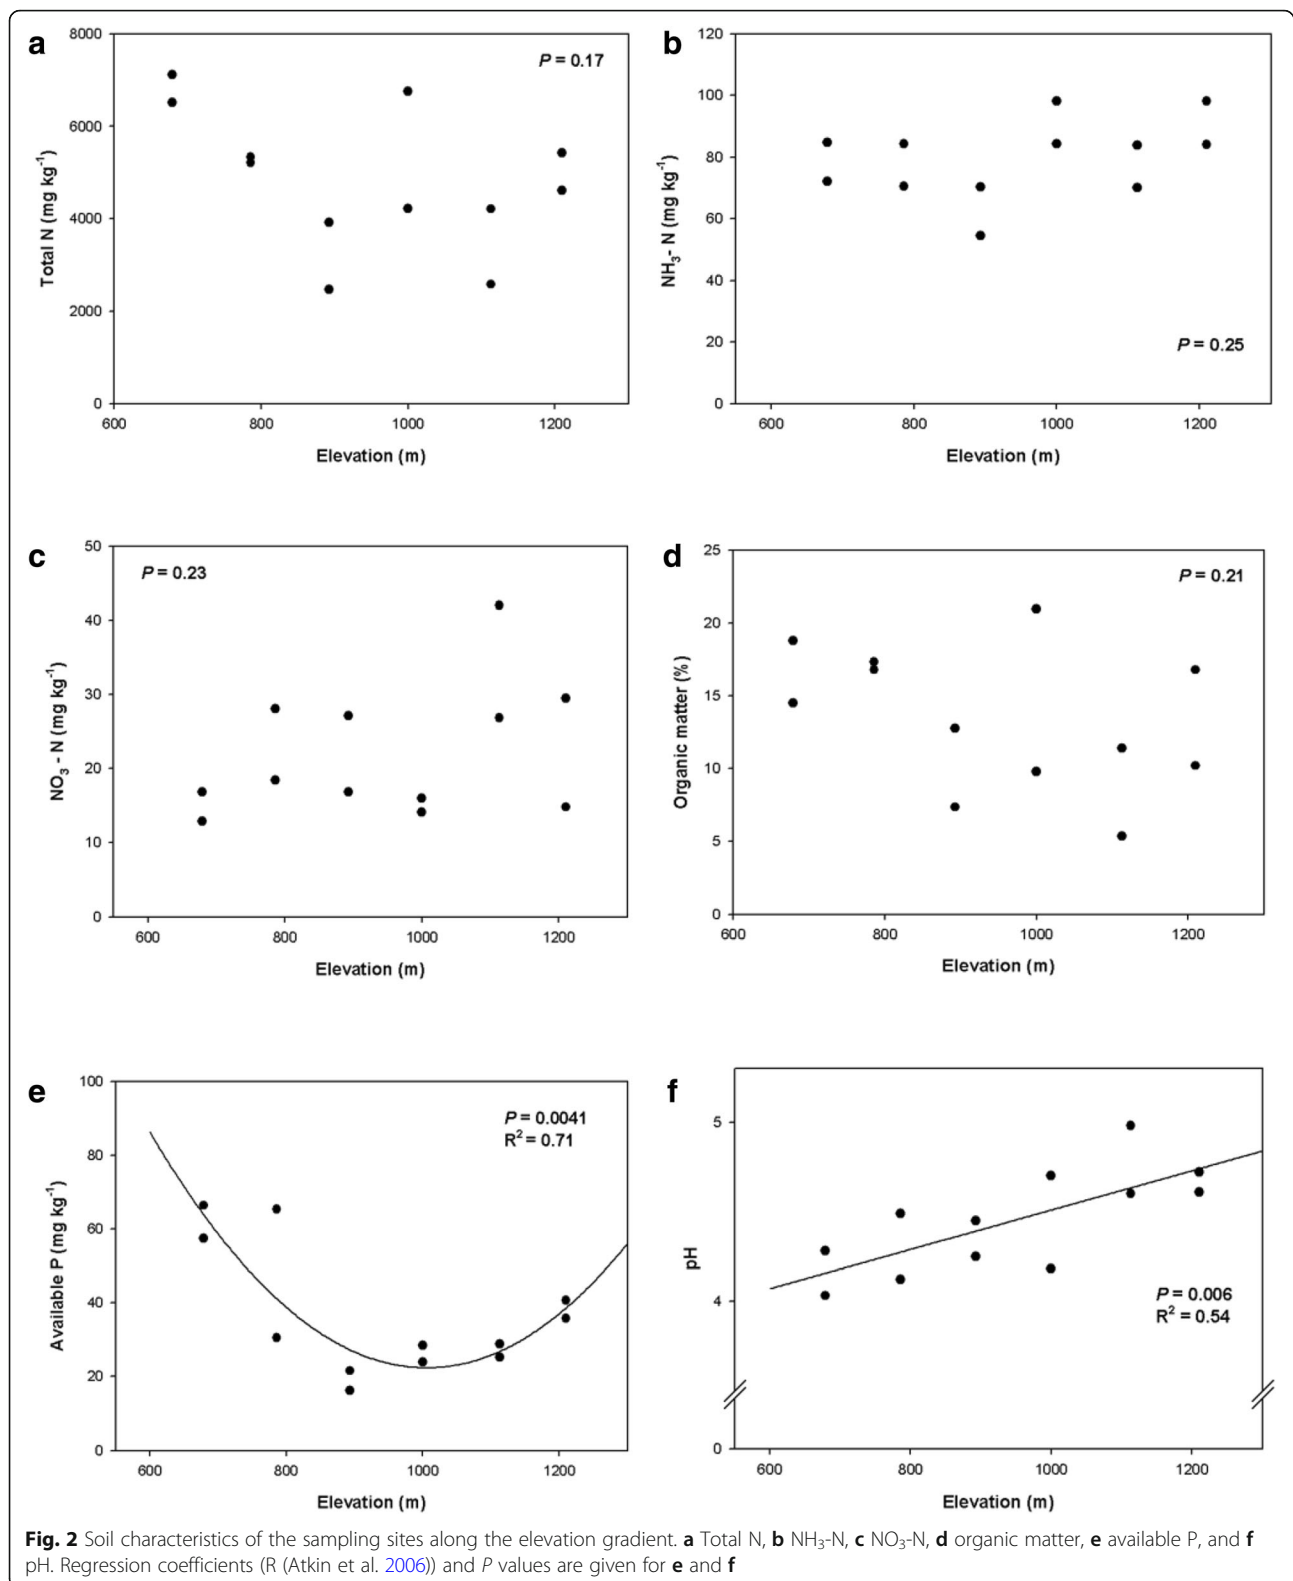 a
8000
6000
4000
2000
0
Total N (mg kg⁻¹)
P = 0.17
600 800 1000 1200
Elevation (m)
b
120
100
80
60
40
20
0
NH₃- N (mg kg⁻¹)
P = 0.25
600 800 1000 1200
Elevation (m)
c
50
40
30
20
10
0
NO₃ - N (mg kg⁻¹)
P = 0.23
600 800 1000 1200
Elevation (m)
d
25
20
15
10
5
0
Organic matter (%)
P = 0.21
600 800 1000 1200
Elevation (m)
e
100
80
60
40
20
0
Available P (mg kg⁻¹)
P = 0.0041
R² = 0.71
600 800 1000 1200
Elevation (m)
f
5
4
0
pH
P = 0.006
R² = 0.54
600 800 1000 1200
Elevation (m)
Fig. 2 Soil characteristics of the sampling sites along the elevation gradient. a Total N, b NH₃-N, c NO₃-N, d organic matter, e available P, and f
pH. Regression coefficients (R (Atkin et al. 2006)) and P values are given for e and f